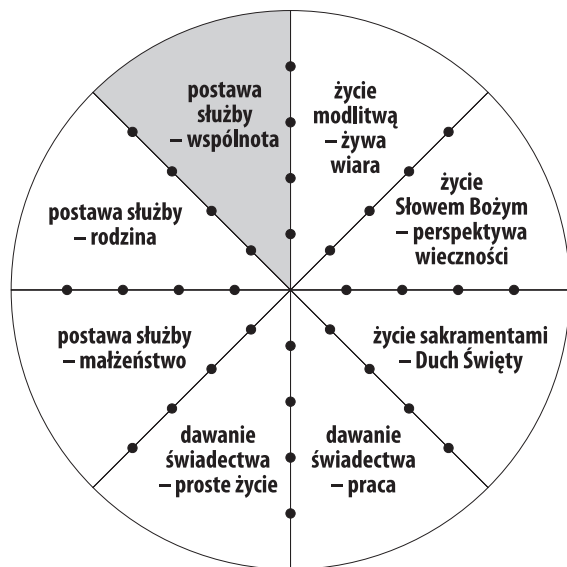 postawa
służby
– wspólnota
życie
modlitwą
– żywa
wiara
życie
Słowem Bożym
– perspektywa
wieczności
życie sakramentami
– Duch Święty
dawanie
świadectwa
– praca
dawanie
świadectwa
– proste życie
postawa służby
– małżeństwo
postawa służby
– rodzina